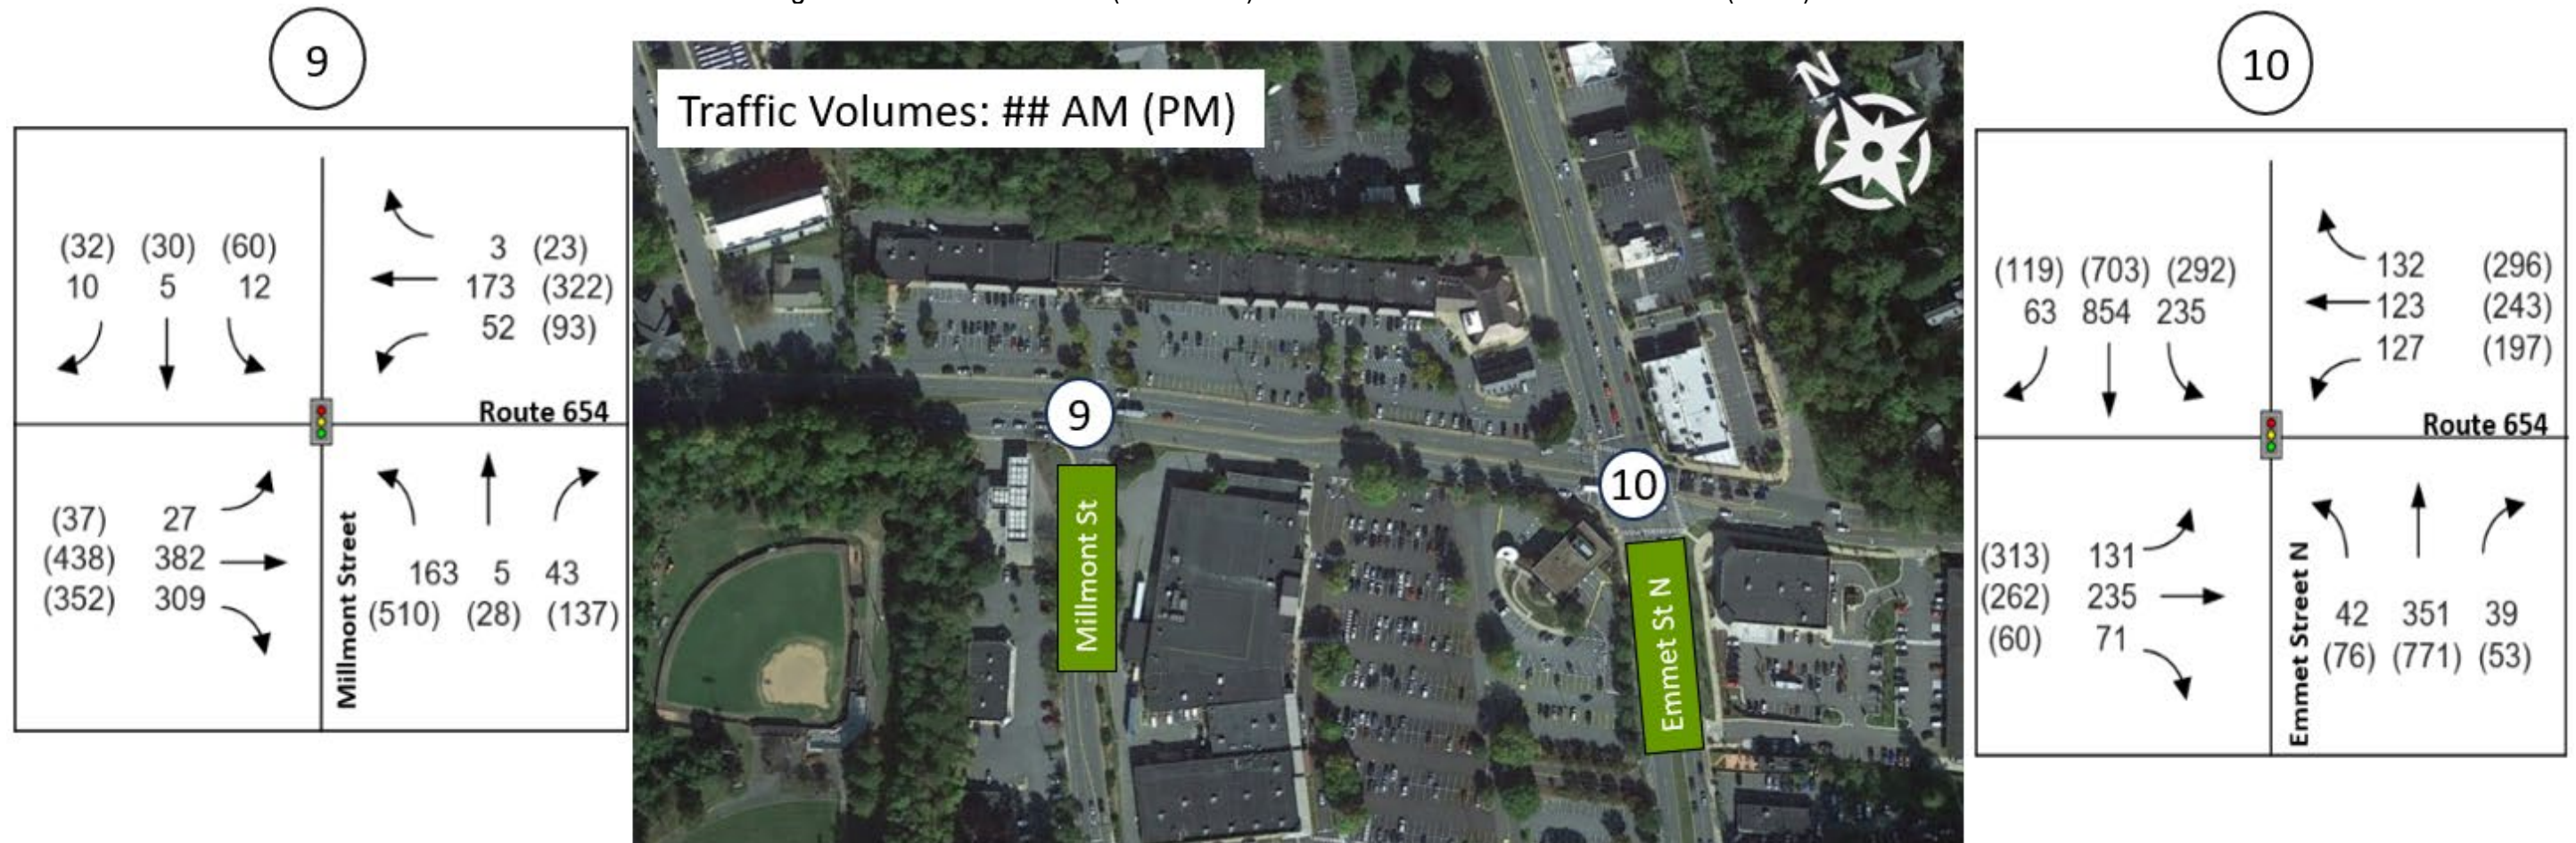 9
(32) (30) (60)
10 5 12
3 (23)
173 (322)
52 (93)
Route 654
(37) 27
(438) 382
(352) 309
Millmont Street
163 5 43
(510) (28) (137)
Traffic Volumes: ## AM (PM)
N
9
10
Millmont St
Emmet St N
10
(119) (703) (292)
63 854 235
132 (296)
123 (243)
127 (197)
Route 654
(313) 131
(262) 235
(60) 71
Emmet Street N
42 351 39
(76) (771) (53)